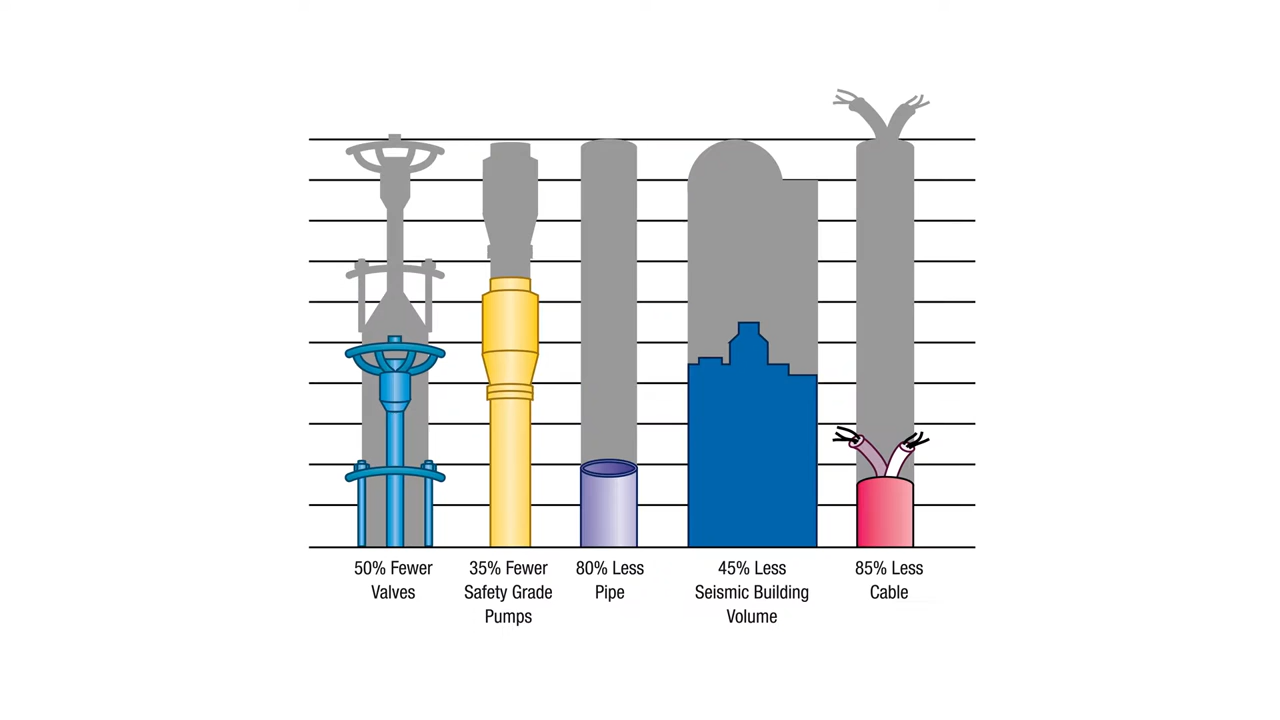 50% Fewer
Valves
35% Fewer
Safety Grade
Pumps
80% Less
Pipe
45% Less
Seismic Building
Volume
85% Less
Cable